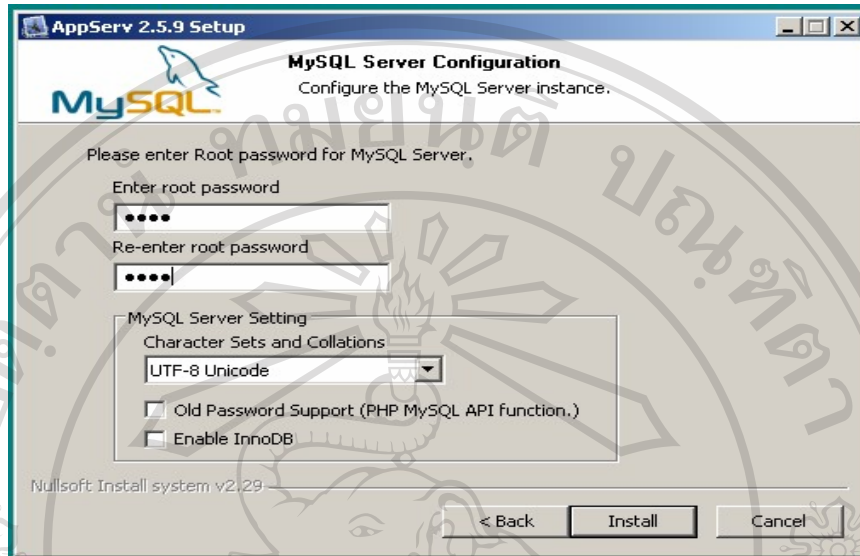 AppServ 2.5.9 Setup
MySQL
MySQL Server Configuration
Configure the MySQL Server instance.
Please enter Root password for MySQL Server.
Enter root password
••••
Re-enter root password
••••
MySQL Server Setting
Character Sets and Collations
UTF-8 Unicode
Old Password Support (PHP MySQL API function.)
Enable InnoDB
Nullsoft Install system v2.29
< Back
Install
Cancel